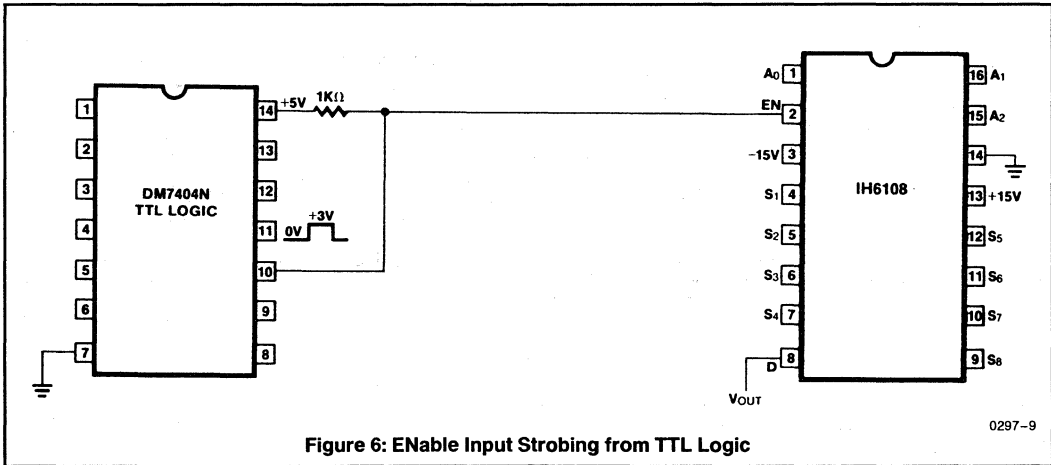 1
2
3
4
5
6
7
DM7404N
TTL LOGIC
14
13
12
11
10
9
8
+5V
1KΩ
0V
+3V
A0 1
EN 2
-15V 3
S1 4
S2 5
S3 6
S4 7
8
D
VOUT
IH6108
16 A1
15 A2
14
13 +15V
12 S5
11 S6
10 S7
9 S8
0297-9
Figure 6: ENable Input Strobing from TTL Logic